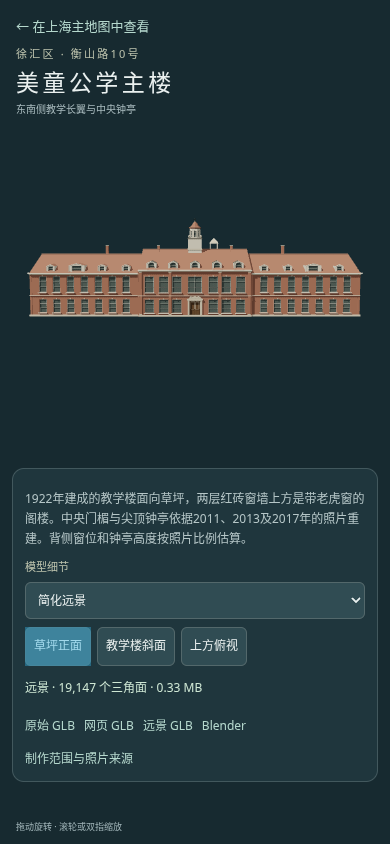 ← 在上海主地图中查看
徐汇区 · 衡山路10号
美童公学主楼
东南侧教学长翼与中央钟亭
1922年建成的教学楼面向草坪，两层红砖窗墙上方是带老虎窗的
阁楼。中央门楣与尖顶钟亭依据2011、2013及2017年的照片重
建。背侧窗位和钟亭高度按照片比例估算。
模型细节
简化远景
草坪正面 教学楼斜面 上方俯视
远景 · 19,147 个三角面 · 0.33 MB
原始 GLB 网页 GLB 远景 GLB Blender
制作范围与照片来源
拖动旋转 · 滚轮或双指缩放